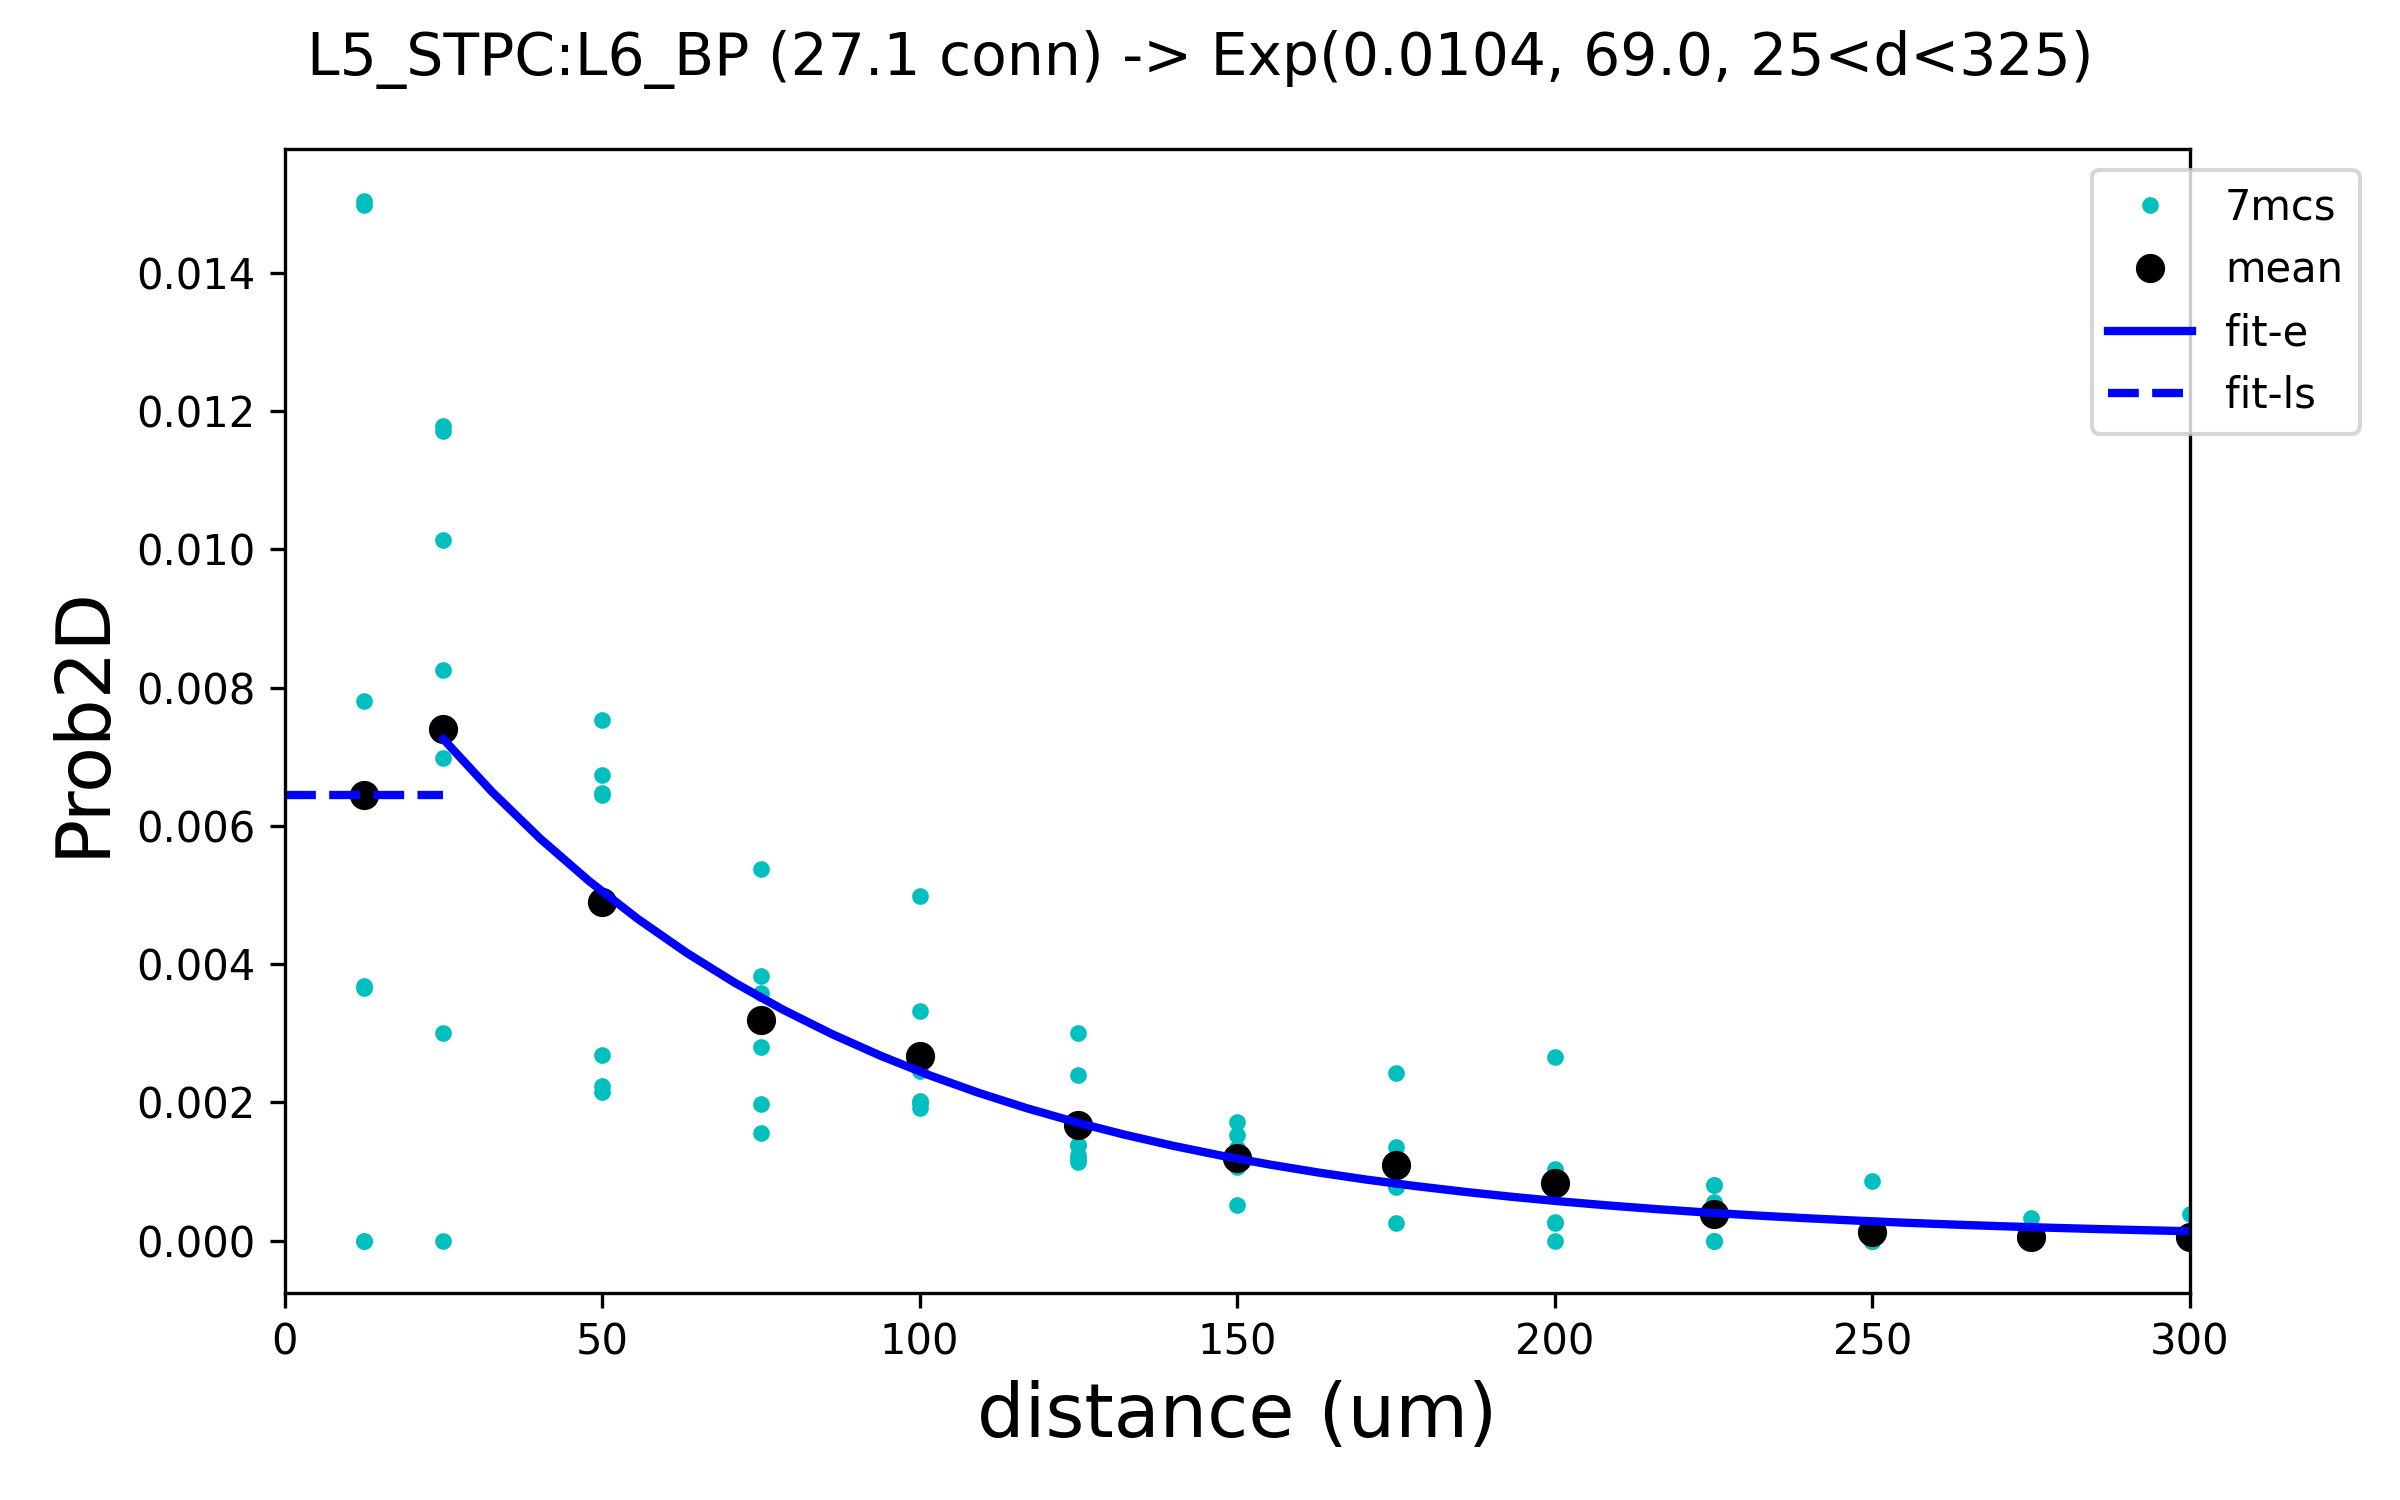 L5_STPC:L6_BP (27.1 conn) -> Exp(0.0104, 69.0, 25<d<325)
7mcs
mean
fit-e
fit-ls
Prob2D
0.014
0.012
0.010
0.008
0.006
0.004
0.002
0.000
0 50 100 150 200 250 300
distance (um)